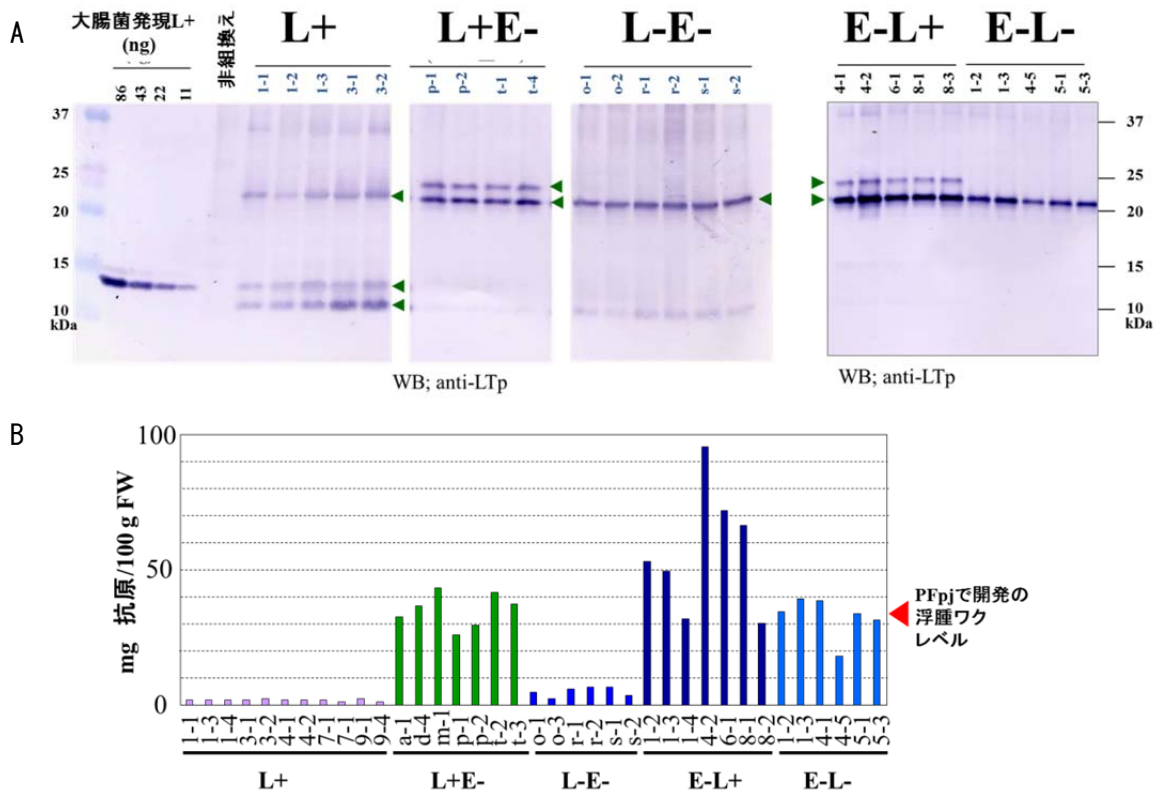 A
大腸菌発現L+
(ng)
86 43 22 11
非組換え
L+
1-1 1-2 1-3 3-1 3-2
L+E-
p-1 p-2 t-1 t-4
L-E-
o-1 o-2 r-1 r-2 s-1 s-2
E-L+
4-1 4-2 6-1 8-1 8-3
E-L-
1-2 1-3 4-5 5-1 5-3
37
25
20
15
10
kDa
37
25
20
15
10
kDa
WB; anti-LTp
WB; anti-LTp
B
mg 抗原/100 g FW
100
50
0
1-1 1-3 1-4 3-1 3-2 4-1 4-2 7-1 7-1 9-1 9-4
a-1 d-4 m-1 p-1 p-2 t-2 t-3
o-1 o-3 r-1 r-2 s-1 s-2
1-2 1-3 1-4 4-2 6-1 8-1 8-2
1-2 1-3 4-1 4-5 5-1 5-3
L+
L+E-
L-E-
E-L+
E-L-
PFpjで開発の
浮腫ワク
レベル